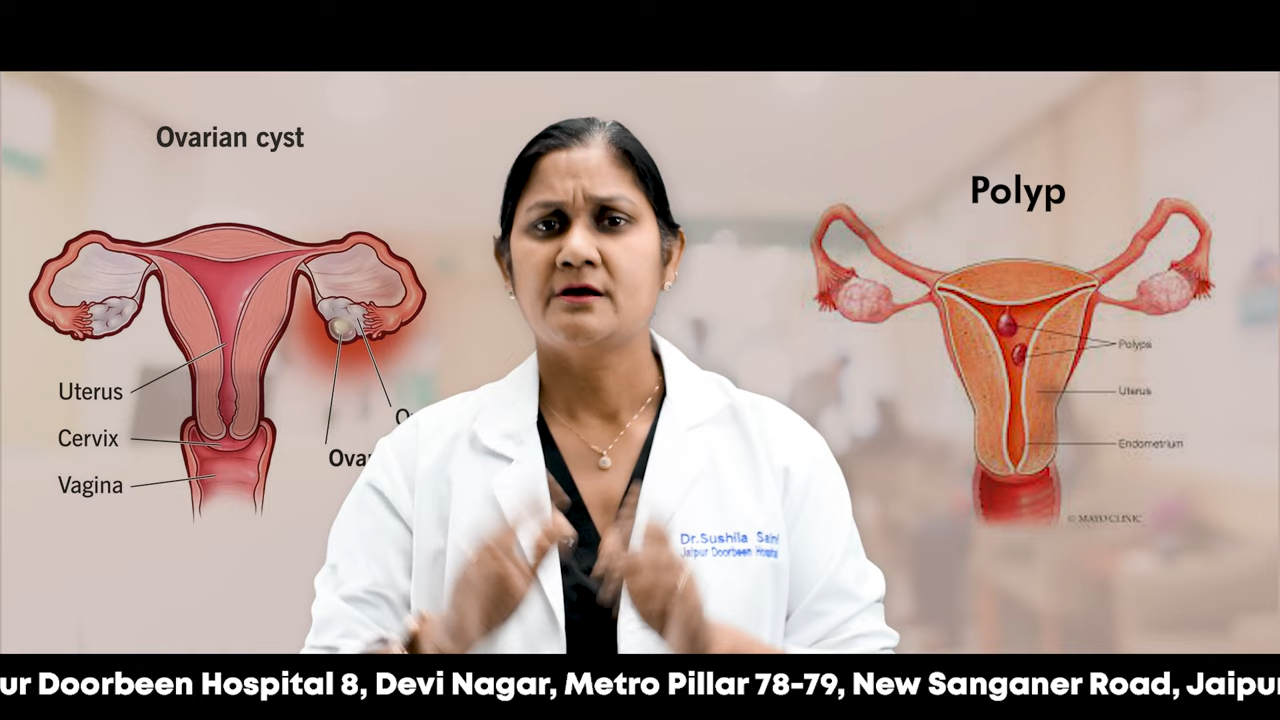 Ovarian cyst
Uterus
Cervix
Vagina
Polyp
Polyps
Uterus
Endometrium
© MAYO CLINIC
Dr.Sushila Saini
Jaipur Doorbeen Hospital
ur Doorbeen Hospital 8, Devi Nagar, Metro Pillar 78-79, New Sanganer Road, Jaipur